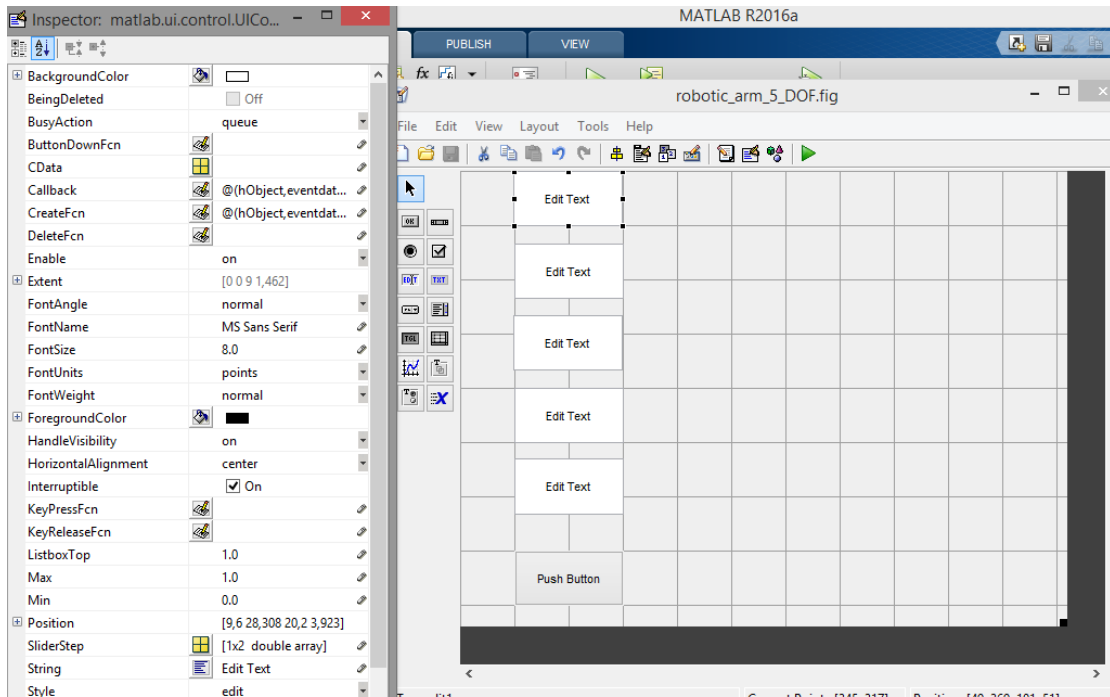 Inspector: matlab.ui.control.UICo...
BackgroundColor
BeingDeleted Off
BusyAction queue
ButtonDownFcn
CData
Callback @(hObject,eventdat...
CreateFcn @(hObject,eventdat...
DeleteFcn
Enable on
Extent [0 0 9 1,462]
FontAngle normal
FontName MS Sans Serif
FontSize 8.0
FontUnits points
FontWeight normal
ForegroundColor
HandleVisibility on
HorizontalAlignment center
Interruptible On
KeyPressFcn
KeyReleaseFcn
ListboxTop 1.0
Max 1.0
Min 0.0
Position [9,6 28,308 20,2 3,923]
SliderStep [1x2 double array]
String Edit Text
Style edit
MATLAB R2016a
PUBLISH VIEW
fx
robotic_arm_5_DOF.fig
File Edit View Layout Tools Help
OK
EDIT TXT
TGL
Edit Text
Edit Text
Edit Text
Edit Text
Edit Text
Push Button